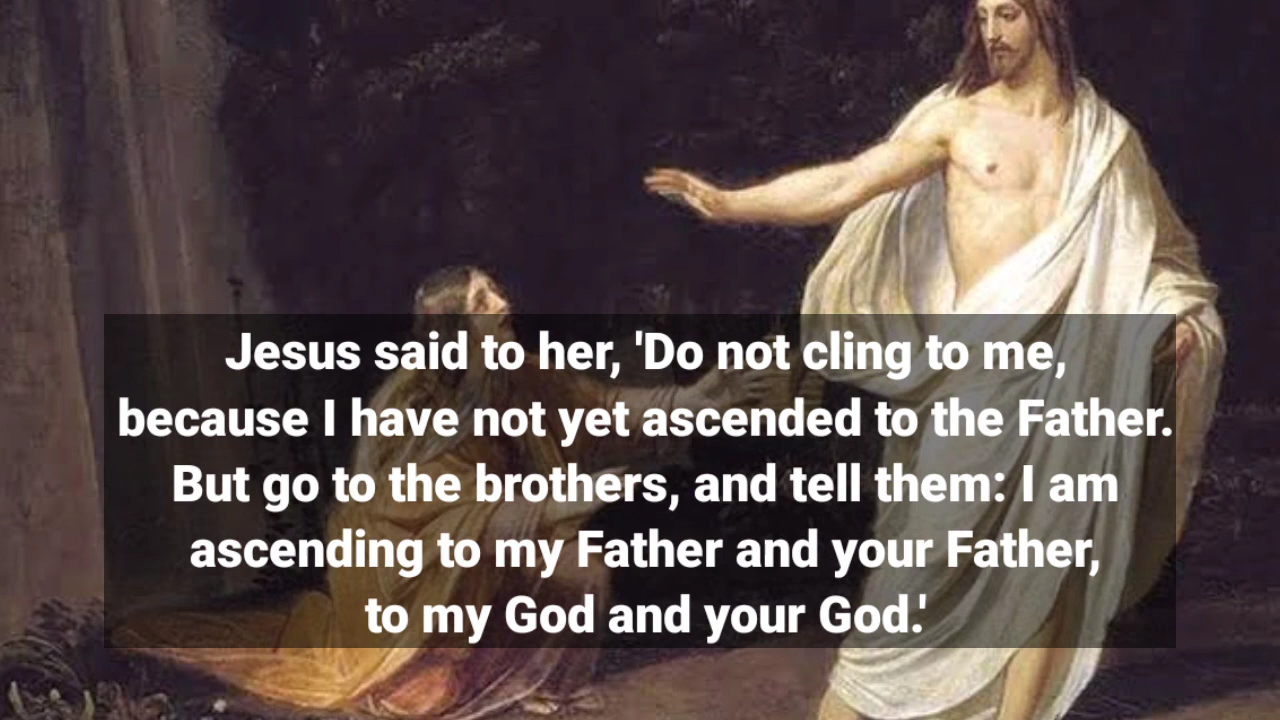 Jesus said to her, 'Do not cling to me,
because I have not yet ascended to the Father.
But go to the brothers, and tell them: I am
ascending to my Father and your Father,
to my God and your God.'